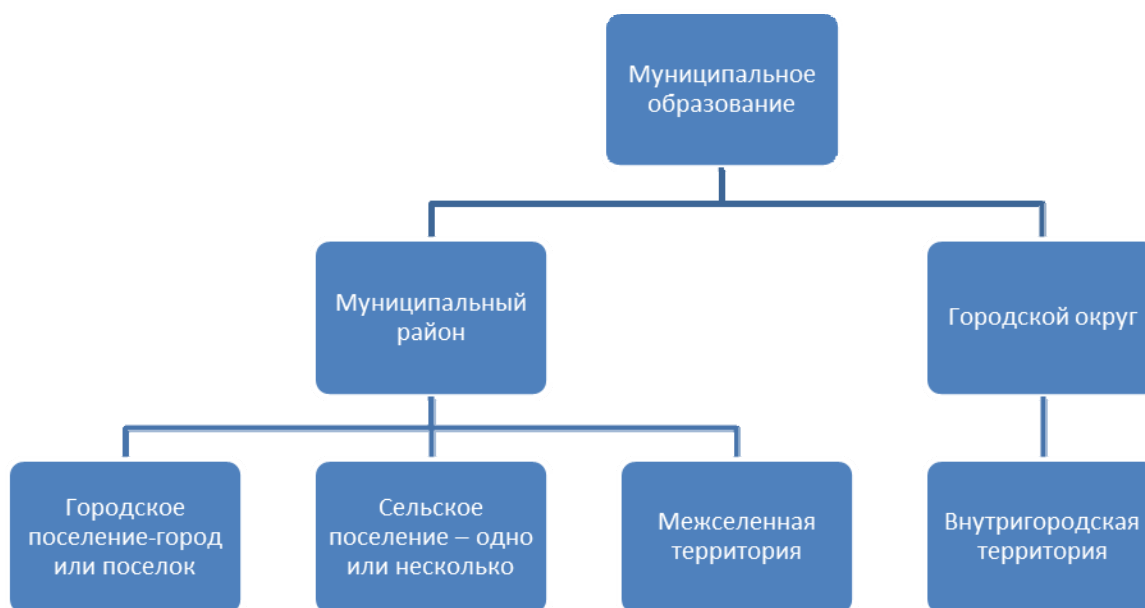 Муниципальное
образование
Муниципальный
район
Городской округ
Городское
поселение-город
или поселок
Сельское
поселение – одно
или несколько
Межселенная
территория
Внутригородская
территория